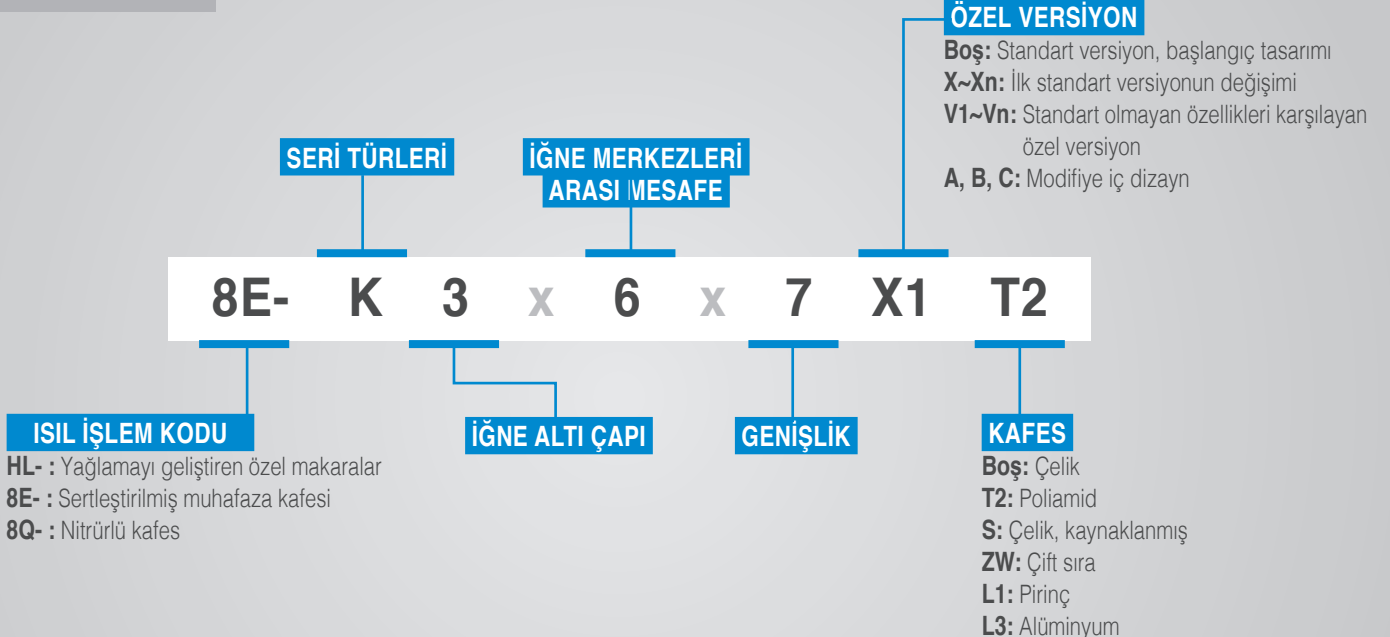 ÖZEL VERSİYON
Boş: Standart versiyon, başlangıç tasarımı
X~Xn: İlk standart versiyonun değişimi
V1~Vn: Standart olmayan özellikleri karşılayan
özel versiyon
A, B, C: Modifiye iç dizayn
SERİ TÜRLERİ
İĞNE MERKEZLERİ
ARASI MESAFE
8E- K 3 x 6 x 7 X1 T2
ISIL İŞLEM KODU
HL- : Yağlamayı geliştiren özel makaralar
8E- : Sertleştirilmiş muhafaza kafesi
8Q- : Nitrürlü kafes
İĞNE ALTI ÇAPI
GENİŞLİK
KAFES
Boş: Çelik
T2: Poliamid
S: Çelik, kaynaklanmış
ZW: Çift sıra
L1: Pirinç
L3: Alüminyum